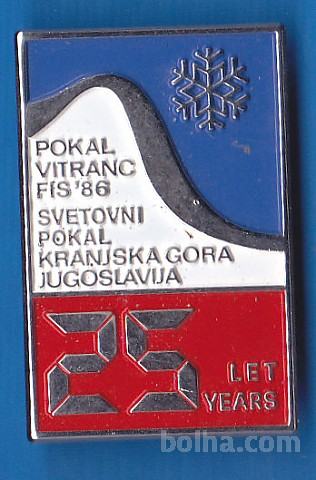 POKAL
VITRANC
FIS '86
SVETOVNI
POKAL
KRANJSKA GORA
JUGOSLAVIJA
25 LET
YEARS
bolha.com